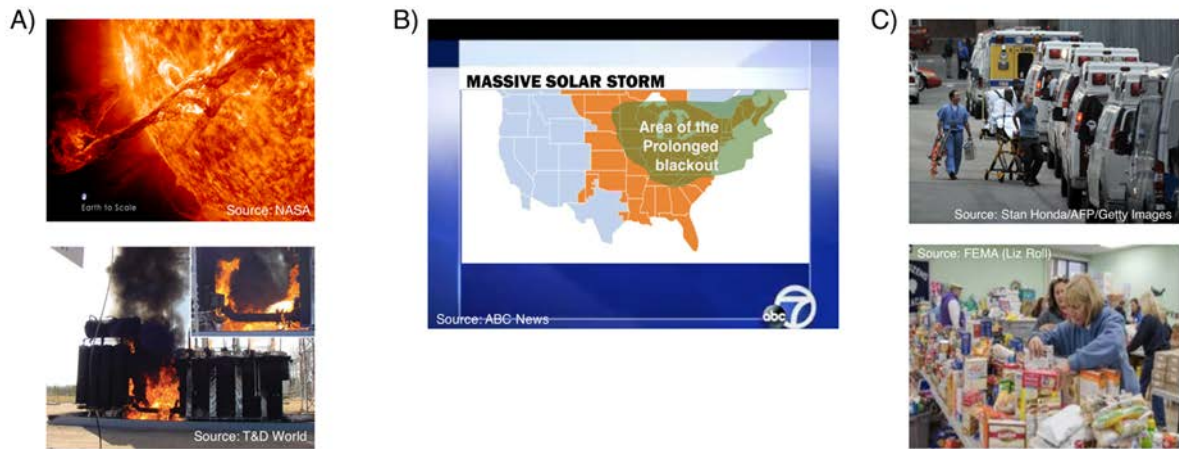 A)
Earth to Scale
Source: NASA
Source: T&D World
B)
MASSIVE SOLAR STORM
Area of the
Prolonged
blackout
Source: ABC News
abc 7
C)
Source: Stan Honda/AFP/Getty Images
Source: FEMA (Liz Roll)